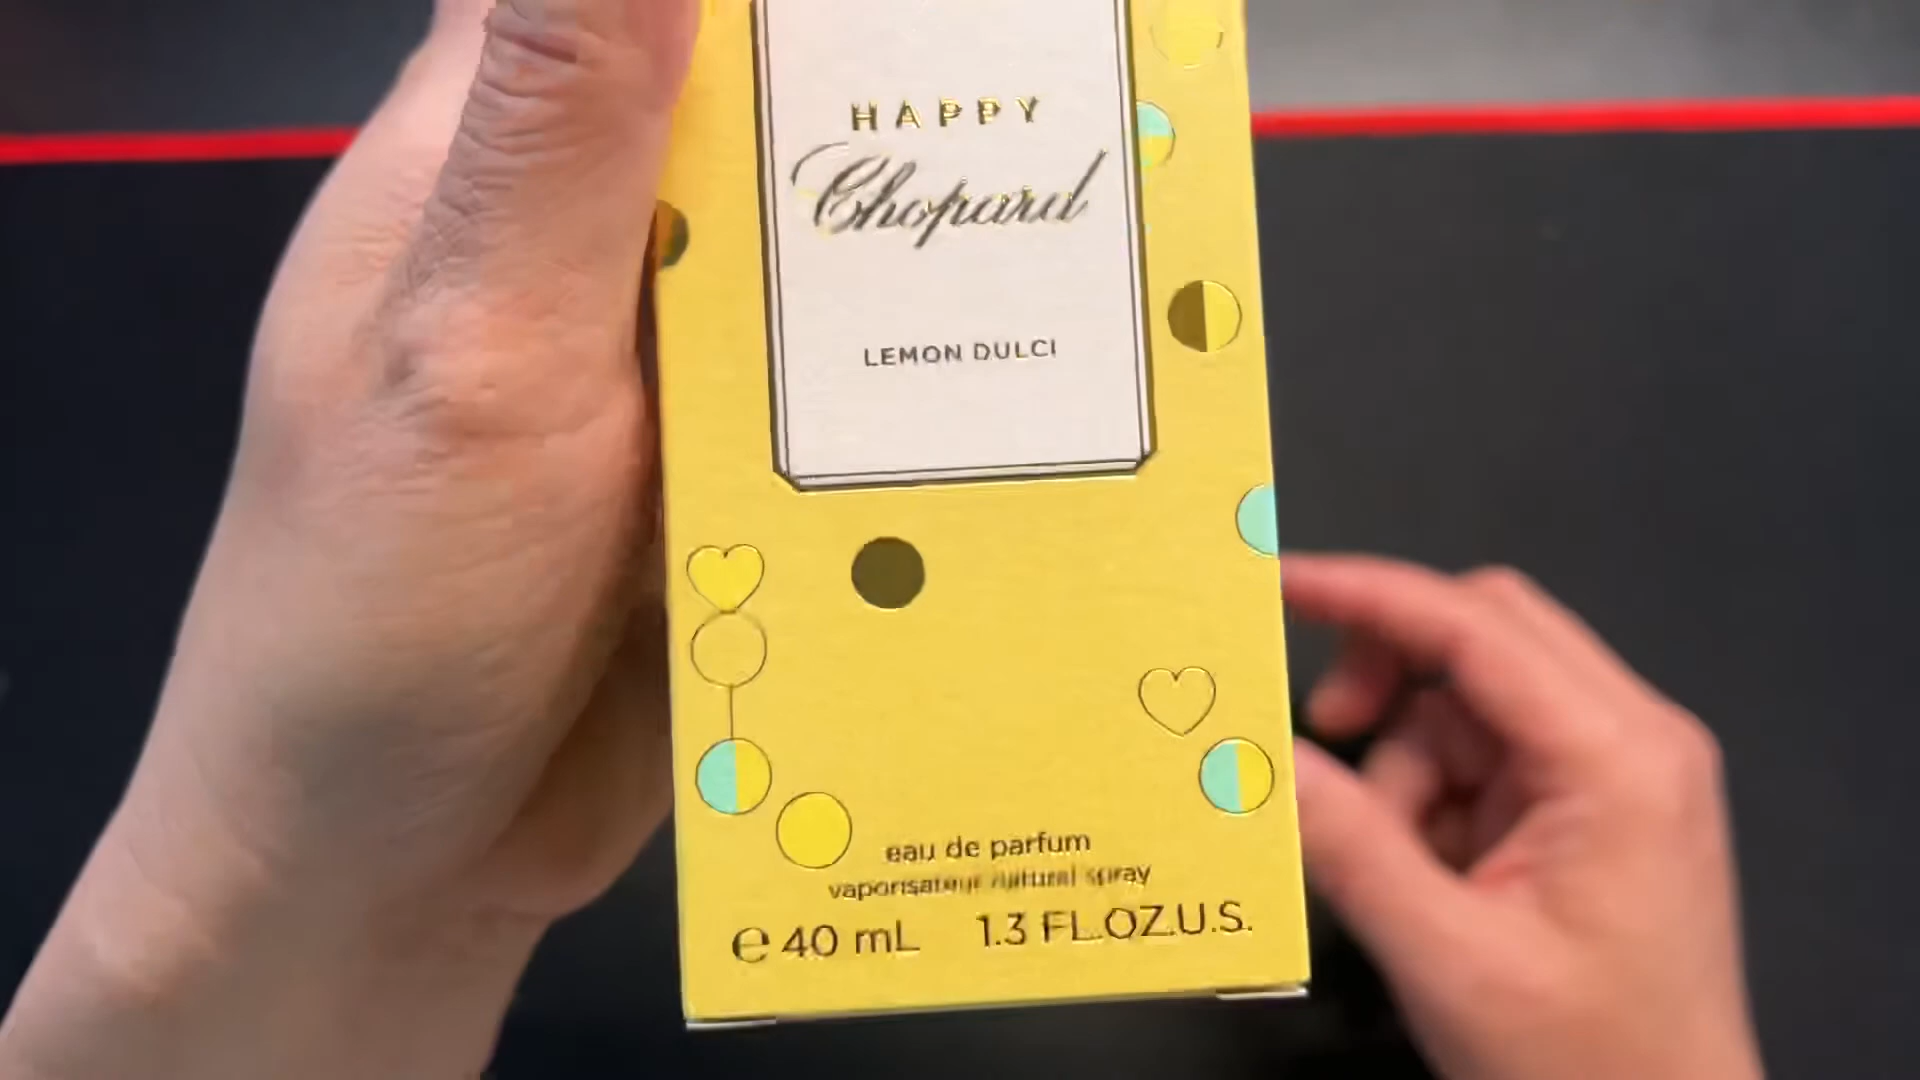 HAPPY
Chopard
LEMON DULCI
eau de parfum
vaporisateur natural spray
e 40 mL 1.3 FL.OZ.U.S.